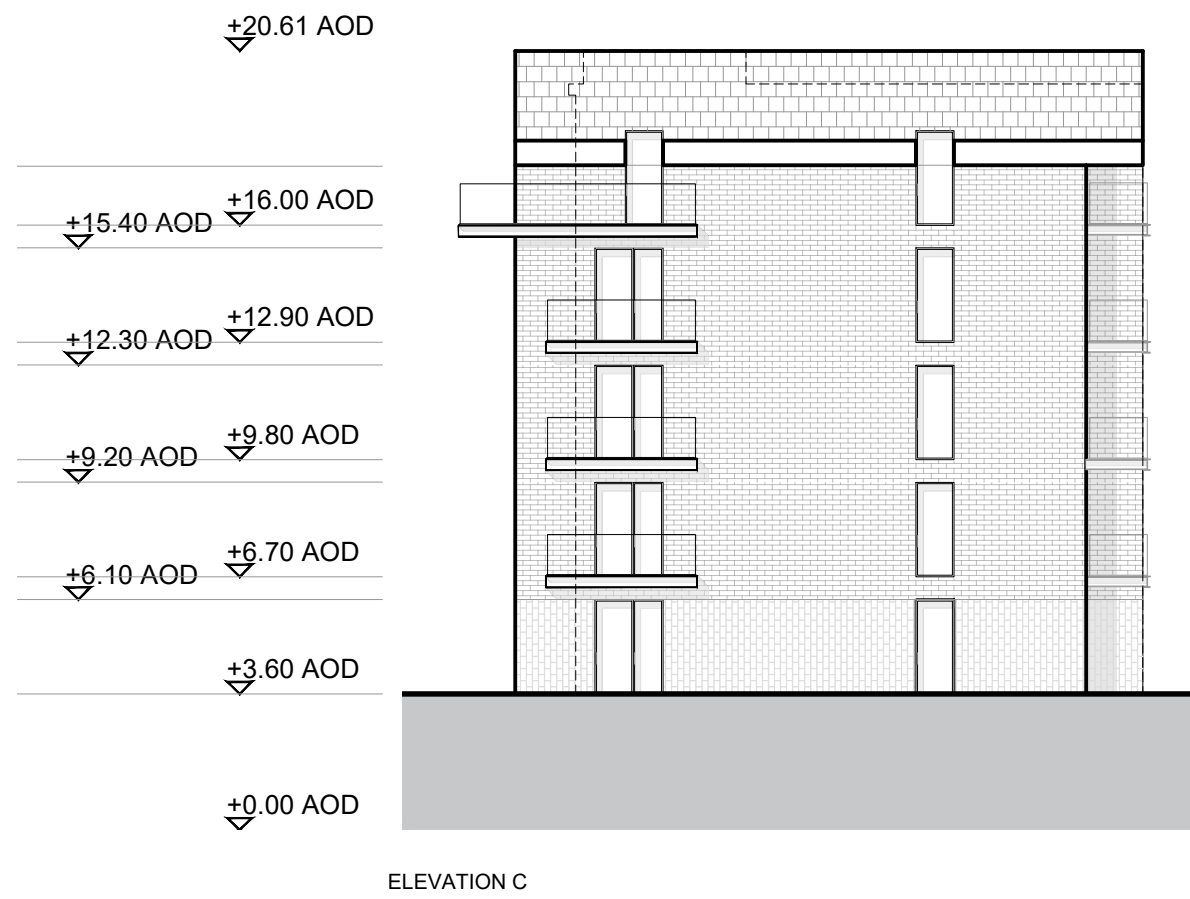 +20.61 AOD
+16.00 AOD
+15.40 AOD
+12.90 AOD
+12.30 AOD
+9.80 AOD
+9.20 AOD
+6.70 AOD
+6.10 AOD
+3.60 AOD
+0.00 AOD
ELEVATION C